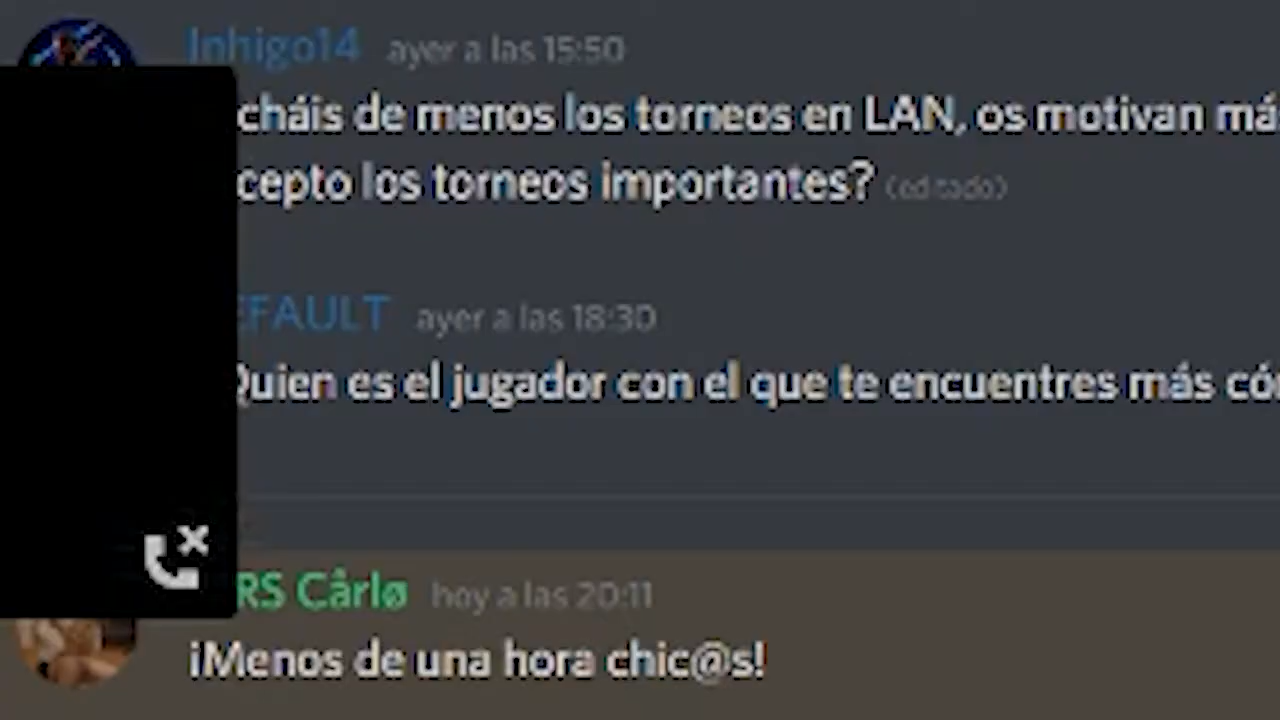 Inhigo14 ayer a las 15:50
cháis de menos los torneos en LAN, os motivan má
cepto los torneos importantes? (editado)
EFAULT ayer a las 18:30
Quien es el jugador con el que te encuentres más có
RS Cârlø hoy a las 20:11
¡Menos de una hora chic@s!